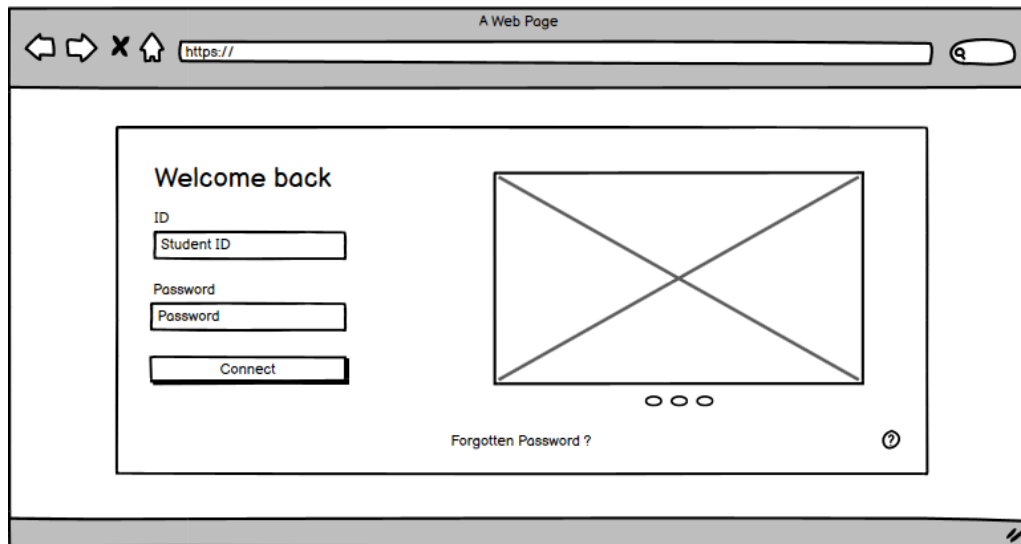 A Web Page
https://
Welcome back
ID
Student ID
Password
Password
Connect
Forgotten Password ?
?